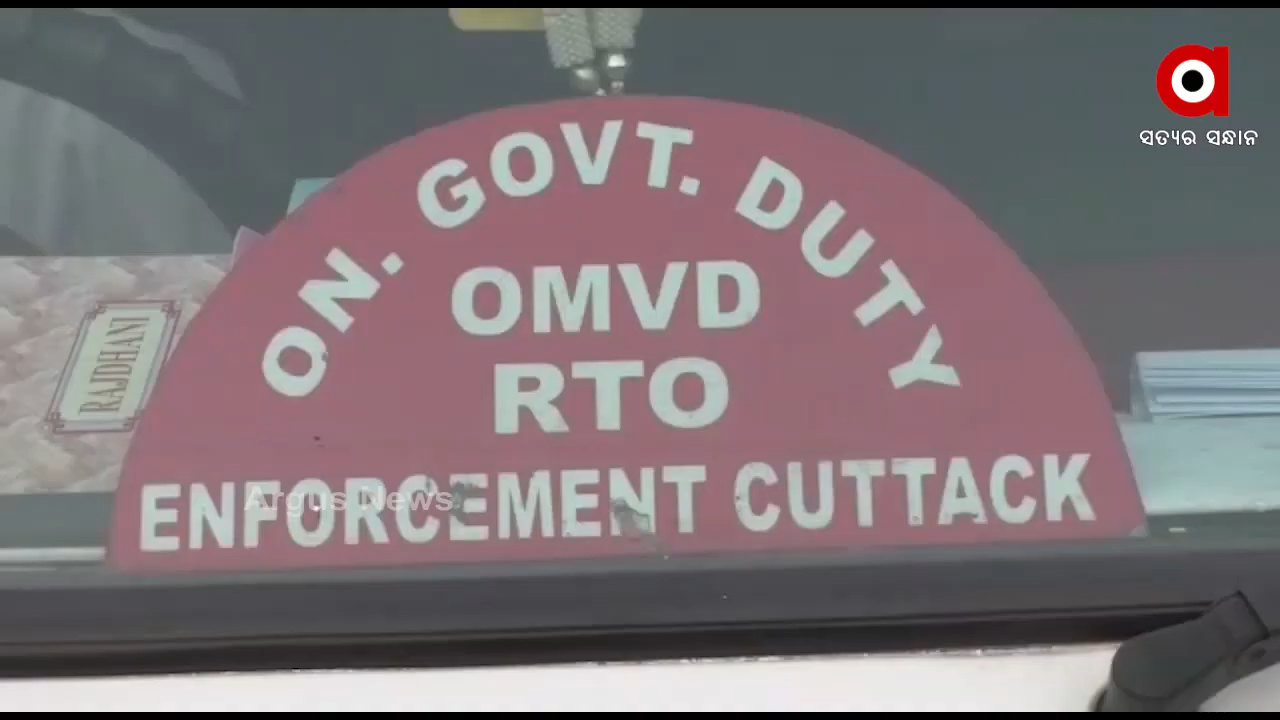 ସତ୍ୟର ସନ୍ଧାନ
ON. GOVT. DUTY
OMVD
RTO
ENFORCEMENT CUTTACK
Argus News
RAJDHANI